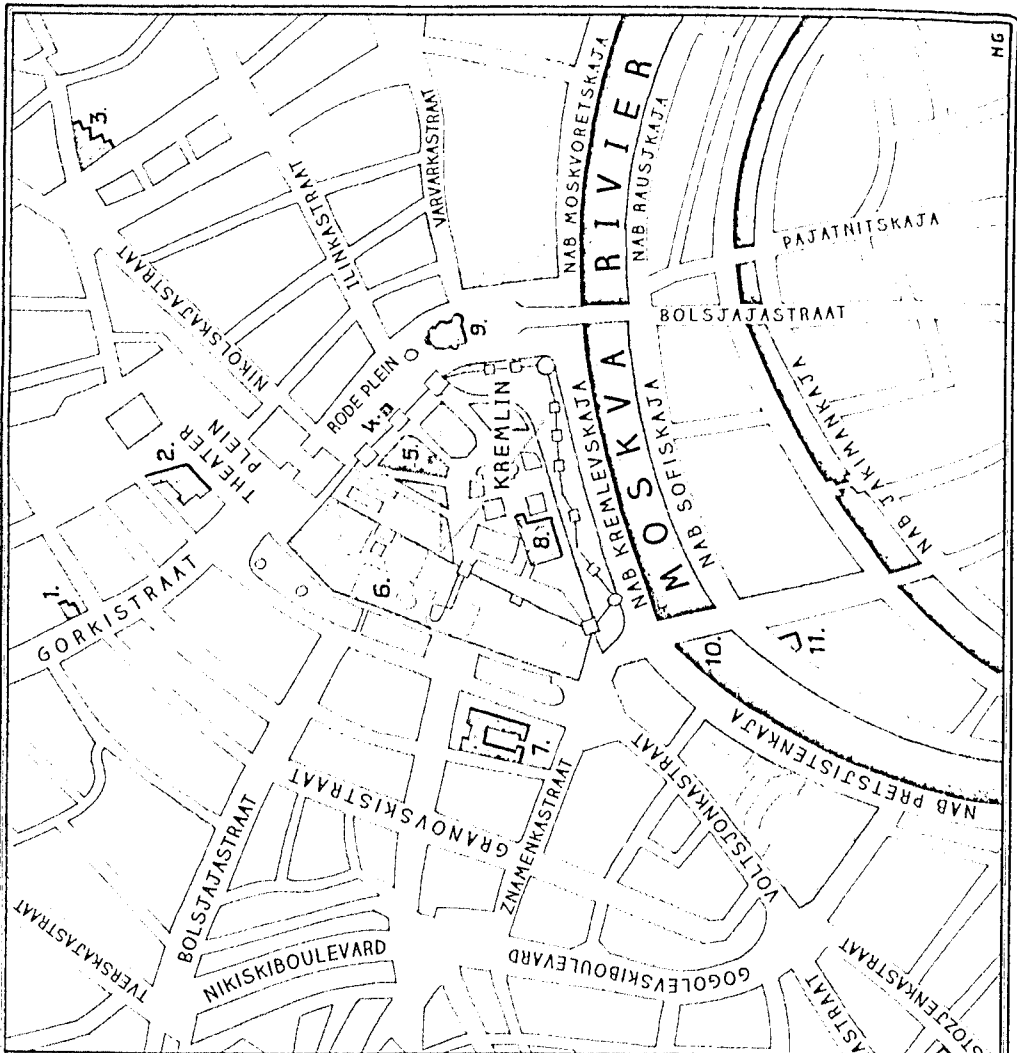 HG
3.
NAB MOSKVORETSKAJA
MOSKVA RIVIER
NAB RAUSJKAJA
ILINKASTRAAT
VARVARKASTRAAT
PAJATNITSKAJA
NIKOLSKAJASTRAAT
BOLSJAJASTRAAT
9.
RODE PLEIN
2.
THEATER
PLEIN
5.
KREMLIN
NAB KREMLEVSKAJA
NAB SOFISKAJA
NAB JAKIMANKAJA
8.
1.
GORKISTRAAT
6.
10.
11.
7.
NAB PRETSJISTENKAJA
GRANOVSKISTRAAT
ZNAMENKASTRAAT
VOLTSJONKASTRAAT
BOLSJAJASTRAAT
TVERSKAJASTRAAT
NIKISKIBOULEVARD
GOGOLEVSKIBOULEVARD
ASTRAAT
STOZJENKASTRAAT